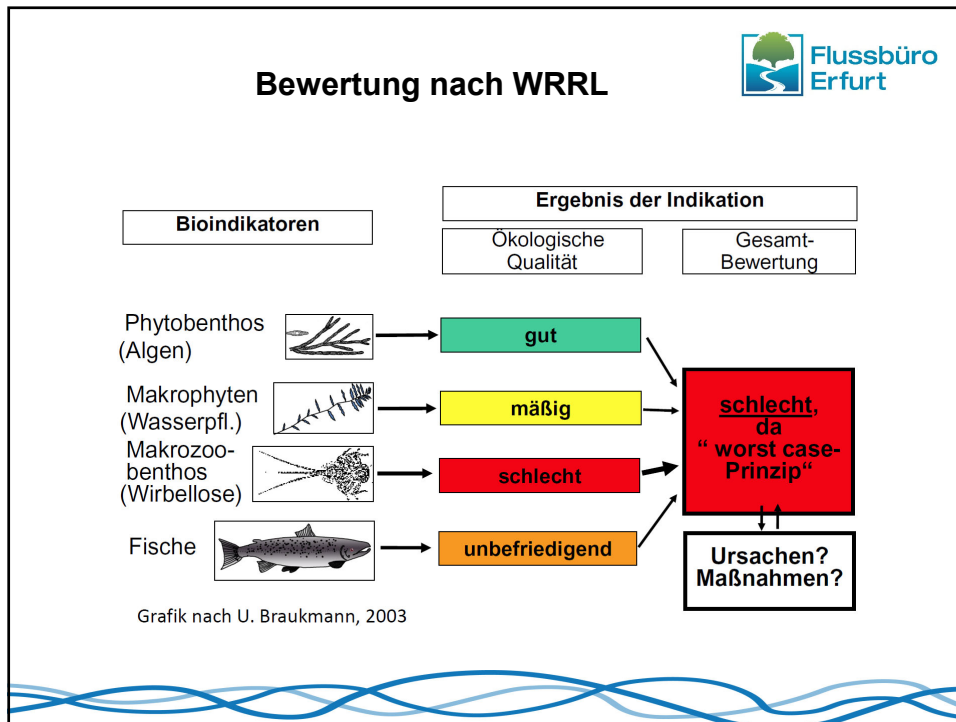 Bewertung nach WRRL
Flussbüro
Erfurt
Bioindikatoren
Ergebnis der Indikation
Ökologische
Qualität
Gesamt-
Bewertung
Phytobenthos
(Algen)
gut
Makrophyten
(Wasserpfl.)
mäßig
Makrozoo-
benthos
(Wirbellose)
schlecht
Fische
unbefriedigend
schlecht,
da
“ worst case-
Prinzip“
Ursachen?
Maßnahmen?
Grafik nach U. Braukmann, 2003